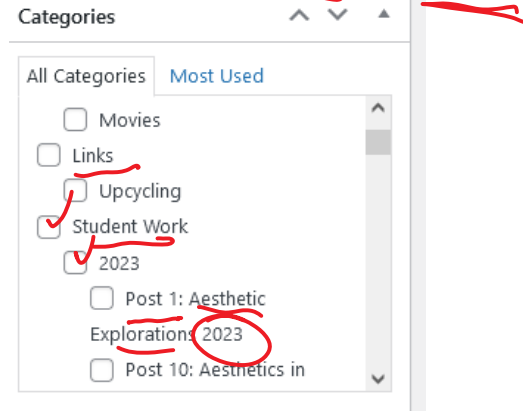 Categories
All Categories Most Used
Movies
Links
Upcycling
Student Work
2023
Post 1: Aesthetic
Explorations 2023
Post 10: Aesthetics in